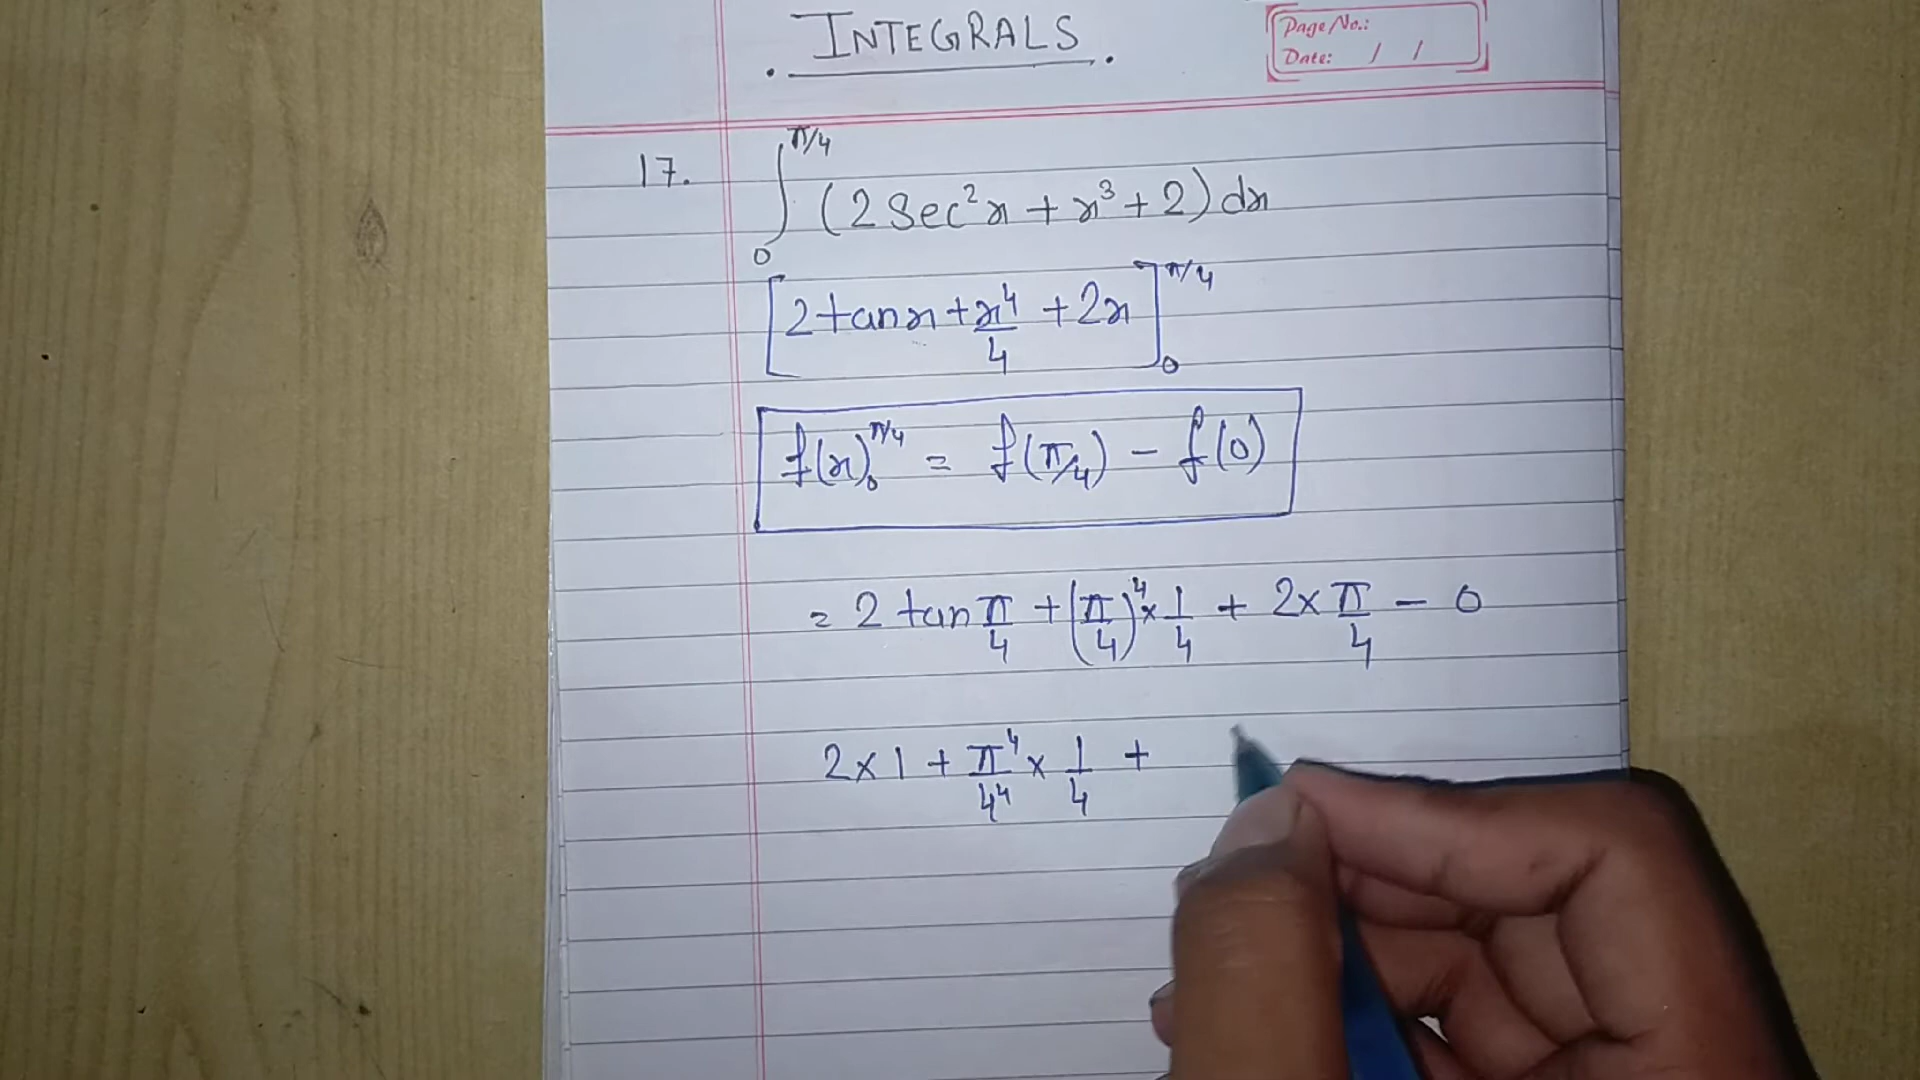 INTEGRALS
Page No.:
Date: / /
17. ∫₀^{π/4} (2 Sec²x + x³ + 2) dx
[2 tan x + x⁴/4 + 2x]₀^{π/4}
f(x)₀^{π/4} = f(π/4) - f(0)
= 2 tan π/4 + (π/4)⁴ × 1/4 + 2 × π/4 - 0
2 × 1 + π⁴/4⁴ × 1/4 +